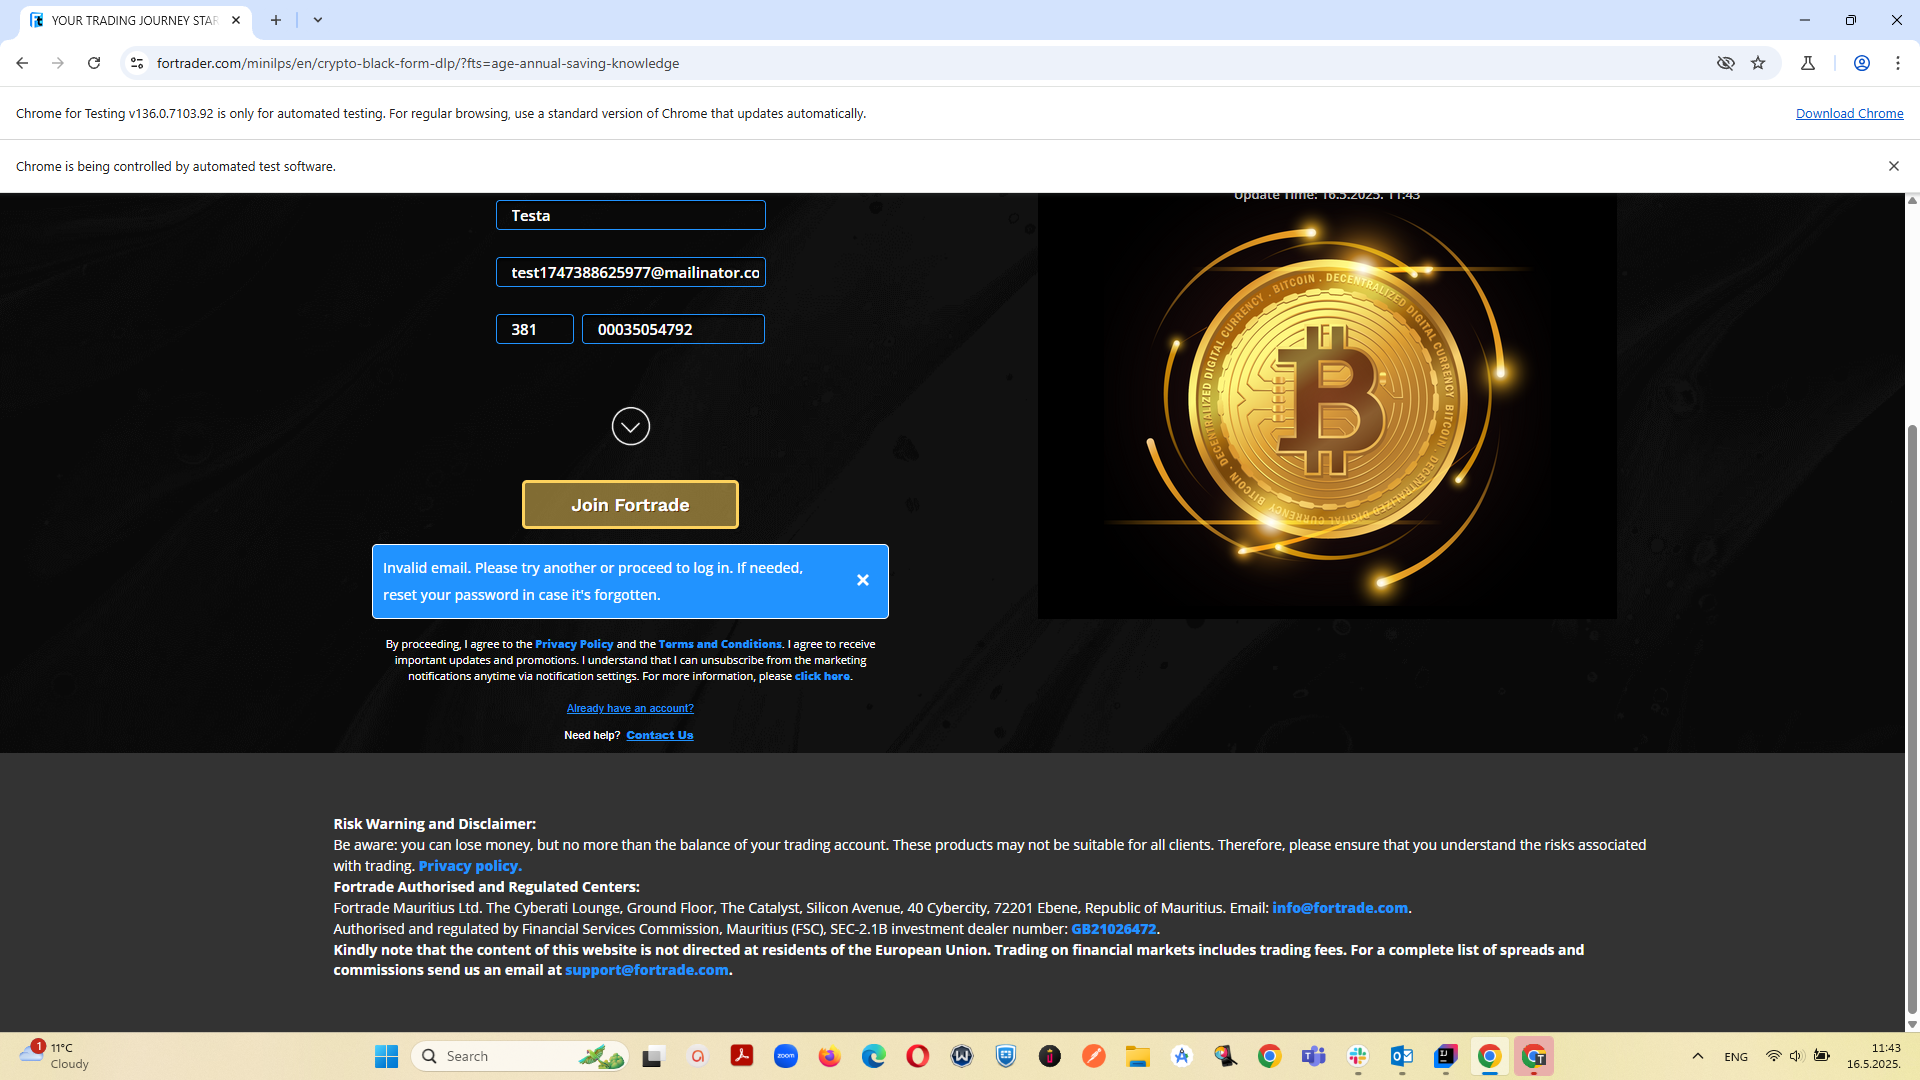 YOUR TRADING JOURNEY STAR
fortrader.com/minilps/en/crypto-black-form-dlp/?fts=age-annual-saving-knowledge
Chrome for Testing v136.0.7103.92 is only for automated testing. For regular browsing, use a standard version of Chrome that updates automatically.
Download Chrome
Chrome is being controlled by automated test software.
Update Time: 16.5.2025. 11:43
Testa
test1747388625977@mailinator.co
381
00035054792
BITCOIN . DECENTRALIZED DIGITAL CURRENCY . BITCOIN . DECENTRALIZED DIGITAL CURRENCY . BITCOIN . DECENTRALIZED DIGITAL CURRENCY .
Join Fortrade
Invalid email. Please try another or proceed to log in. If needed,
reset your password in case it's forgotten.
By proceeding, I agree to the Privacy Policy and the Terms and Conditions. I agree to receive
important updates and promotions. I understand that I can unsubscribe from the marketing
notifications anytime via notification settings. For more information, please click here.
Already have an account?
Need help? Contact Us
Risk Warning and Disclaimer:
Be aware: you can lose money, but no more than the balance of your trading account. These products may not be suitable for all clients. Therefore, please ensure that you understand the risks associated
with trading. Privacy policy.
Fortrade Authorised and Regulated Centers:
Fortrade Mauritius Ltd. The Cyberati Lounge, Ground Floor, The Catalyst, Silicon Avenue, 40 Cybercity, 72201 Ebene, Republic of Mauritius. Email: info@fortrade.com.
Authorised and regulated by Financial Services Commission, Mauritius (FSC), SEC-2.1B investment dealer number: GB21026472.
Kindly note that the content of this website is not directed at residents of the European Union. Trading on financial markets includes trading fees. For a complete list of spreads and
commissions send us an email at support@fortrade.com.
1
11°C
Cloudy
Search
zoom
ENG
11:43
16.5.2025.